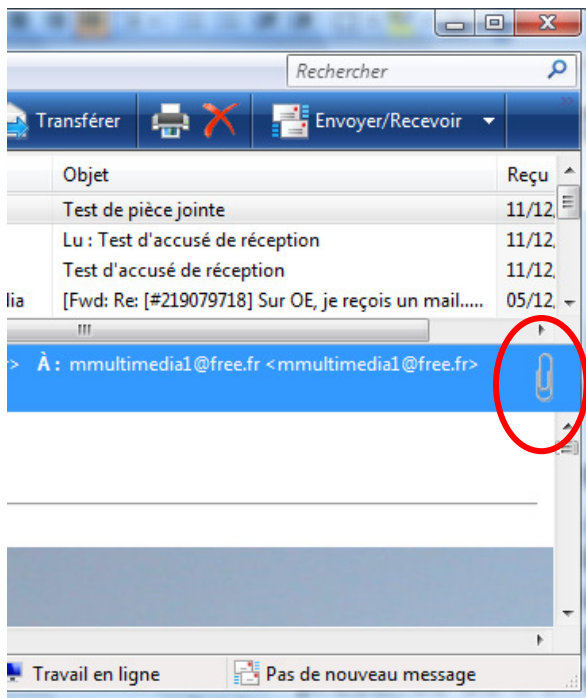 Rechercher
Transférer Envoyer/Recevoir
Objet Reçu
Test de pièce jointe 11/12
Lu : Test d'accusé de réception 11/12
Test d'accusé de réception 11/12
dia [Fwd: Re: [#219079718] Sur OE, je reçois un mail..... 05/12
> À : mmultimedia1@free.fr <mmultimedia1@free.fr>
Travail en ligne Pas de nouveau message